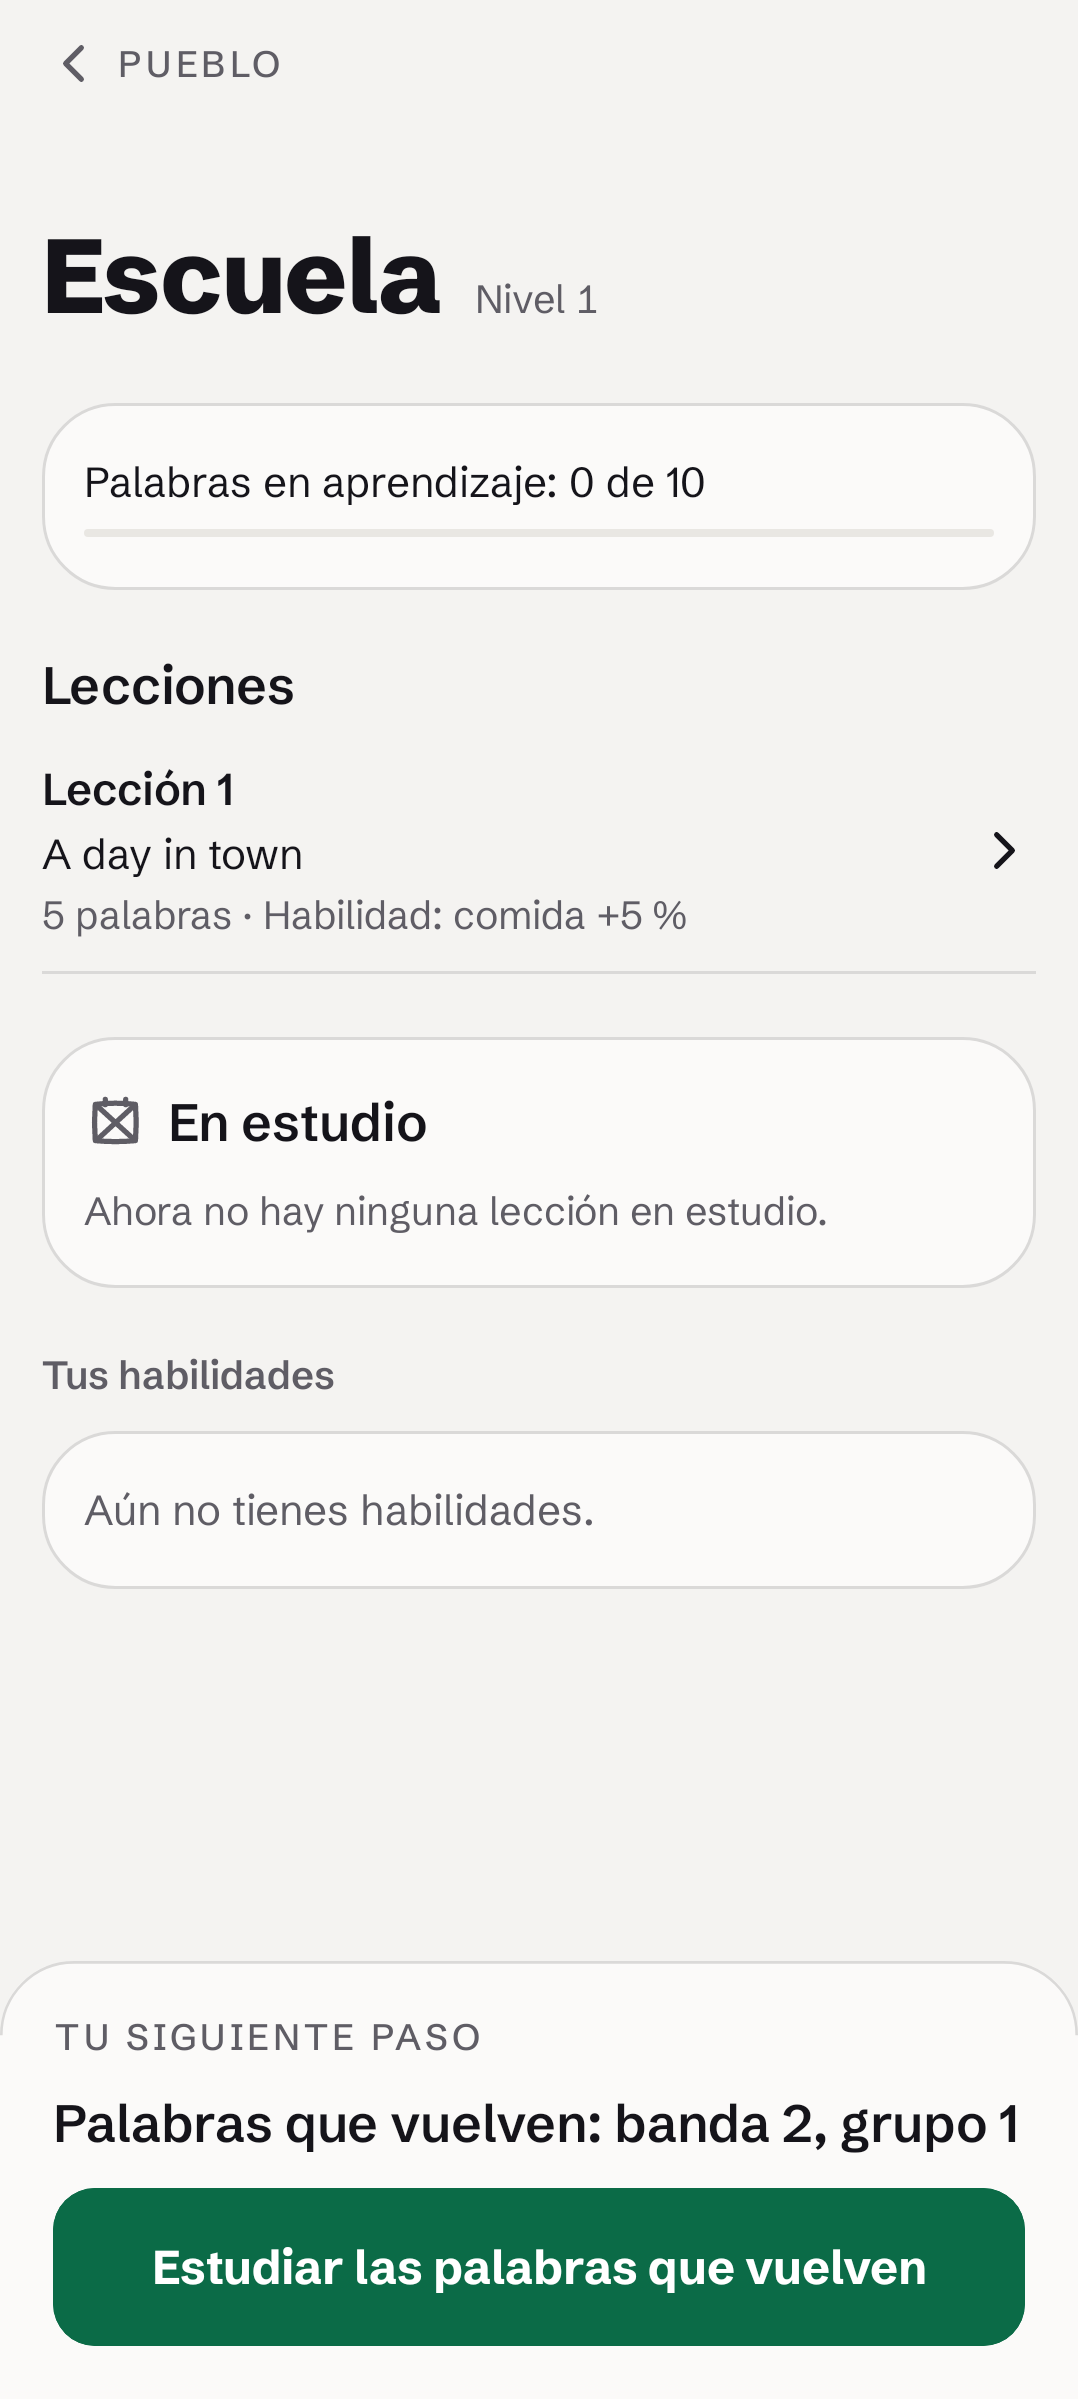 PUEBLO
Escuela Nivel 1
Palabras en aprendizaje: 0 de 10
Lecciones
Lección 1
A day in town
5 palabras · Habilidad: comida +5 %
En estudio
Ahora no hay ninguna lección en estudio.
Tus habilidades
Aún no tienes habilidades.
TU SIGUIENTE PASO
Palabras que vuelven: banda 2, grupo 1
Estudiar las palabras que vuelven